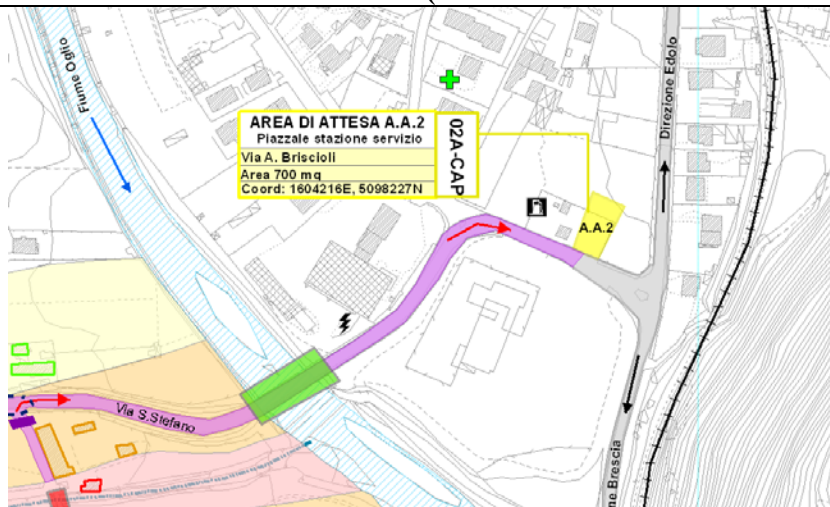 Fiume Oglio
AREA DI ATTESA A.A.2
Piazzale stazione servizio
Via A. Briscioli
Area 700 mq
Coord: 1604216E, 5098227N
02A-CAP
Direzione Edolo
A.A.2
Via S.Stefano
ne Brescia